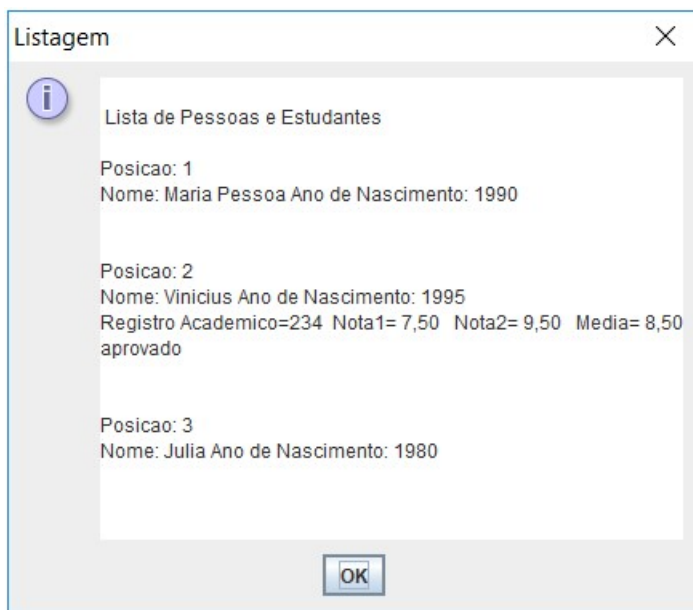 Listagem
i
Lista de Pessoas e Estudantes
Posicao: 1
Nome: Maria Pessoa Ano de Nascimento: 1990
Posicao: 2
Nome: Vinicius Ano de Nascimento: 1995
Registro Academico=234 Nota1= 7,50 Nota2= 9,50 Media= 8,50
aprovado
Posicao: 3
Nome: Julia Ano de Nascimento: 1980
OK